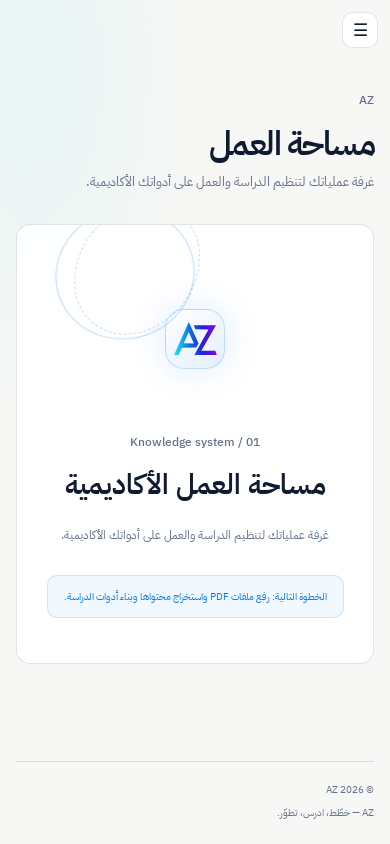 ☰
AZ
مساحة العمل
غرفة عملياتك لتنظيم الدراسة والعمل على أدواتك الأكاديمية.
AZ
Knowledge system / 01
مساحة العمل الأكاديمية
غرفة عملياتك لتنظيم الدراسة والعمل على أدواتك الأكاديمية.
الخطوة التالية: رفع ملفات PDF واستخراج محتواها وبناء أدوات الدراسة.
© 2026 AZ
AZ — خطّط، ادرس، تطوّر.